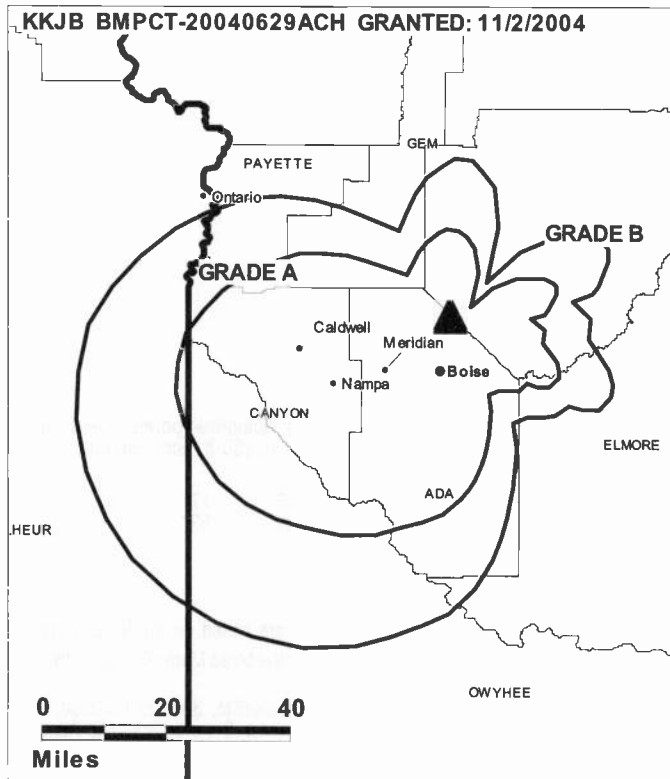 KKJB BMPCT-20040629ACH GRANTED: 11/2/2004
GEM
PAYETTE
Ontario
GRADE B
GRADE A
Caldwell
Meridian
Boise
Nampa
CANYON
ELMORE
ADA
LHEUR
OWYHEE
0 20 40
Miles